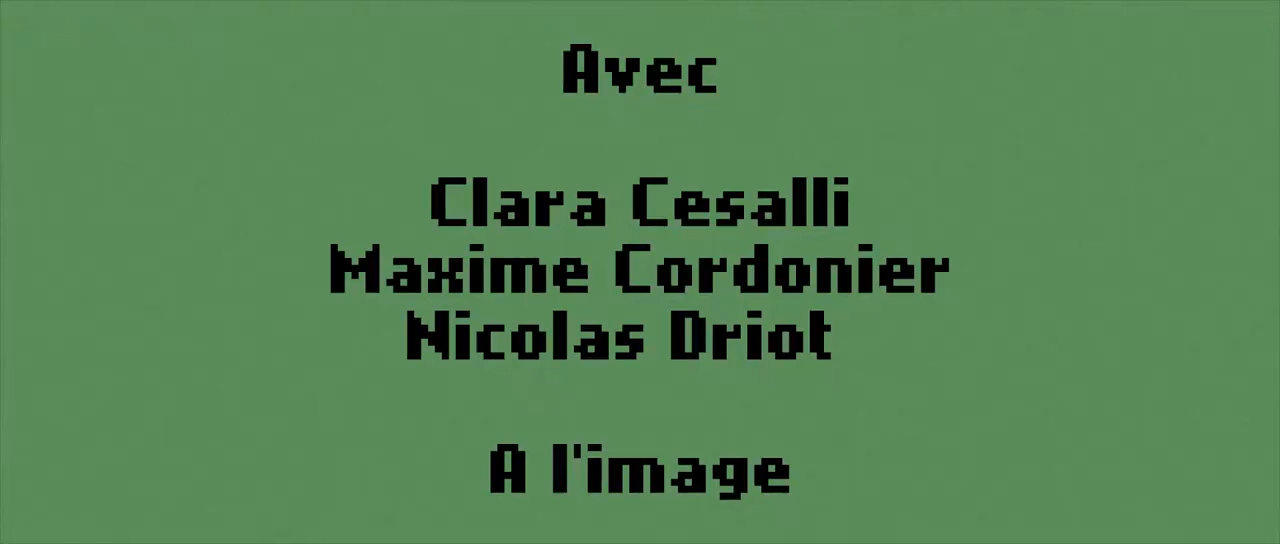 Avec
Clara Cesalli
Maxime Cordonier
Nicolas Driot
A l'image